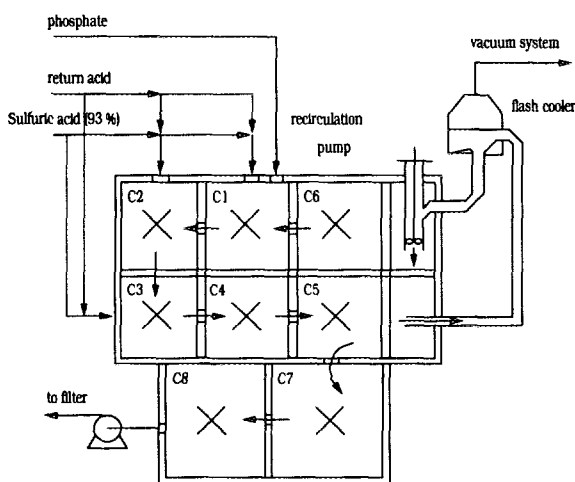 phosphate
vacuum system
return acid
flash cooler
Sulfuric acid (93 %)
recirculation
pump
C2
C1
C6
C3
C4
C5
C8
C7
to filter